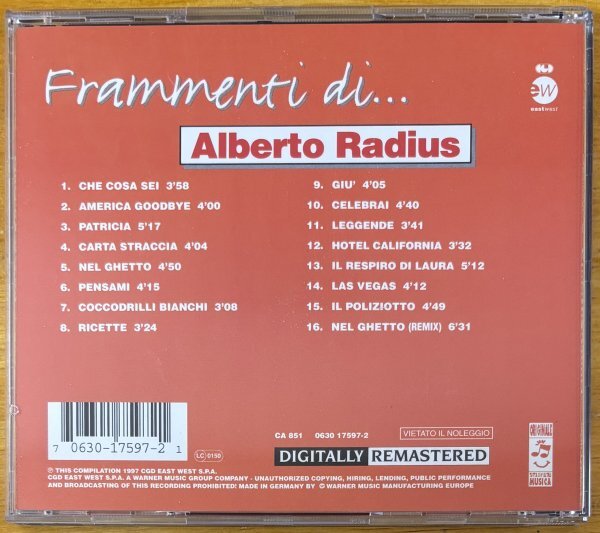 Frammenti di...
ew
eastwest
Alberto Radius
1. CHE COSA SEI 3'58
2. AMERICA GOODBYE 4'00
3. PATRICIA 5'17
4. CARTA STRACCIA 4'04
5. NEL GHETTO 4'50
6. PENSAMI 4'15
7. COCCODRILLI BIANCHI 3'08
8. RICETTE 3'24
9. GIU' 4'05
10. CELEBRAI 4'40
11. LEGGENDE 3'41
12. HOTEL CALIFORNIA 3'32
13. IL RESPIRO DI LAURA 5'12
14. LAS VEGAS 4'12
15. IL POLIZIOTTO 4'49
16. NEL GHETTO (REMIX) 6'31
7 0630-17597-2 1
LC 0150
CA 851 0630 17597-2
VIETATO IL NOLEGGIO
DIGITALLY REMASTERED
ORIGINALE
MUSICA
℗ THIS COMPILATION 1997 CGD EAST WEST S.P.A.
CGD EAST WEST S.P.A. A WARNER MUSIC GROUP COMPANY - UNAUTHORIZED COPYING, HIRING, LENDING, PUBLIC PERFORMANCE
AND BROADCASTING OF THIS RECORDING PROHIBITED! MADE IN GERMANY BY © WARNER MUSIC MANUFACTURING EUROPE